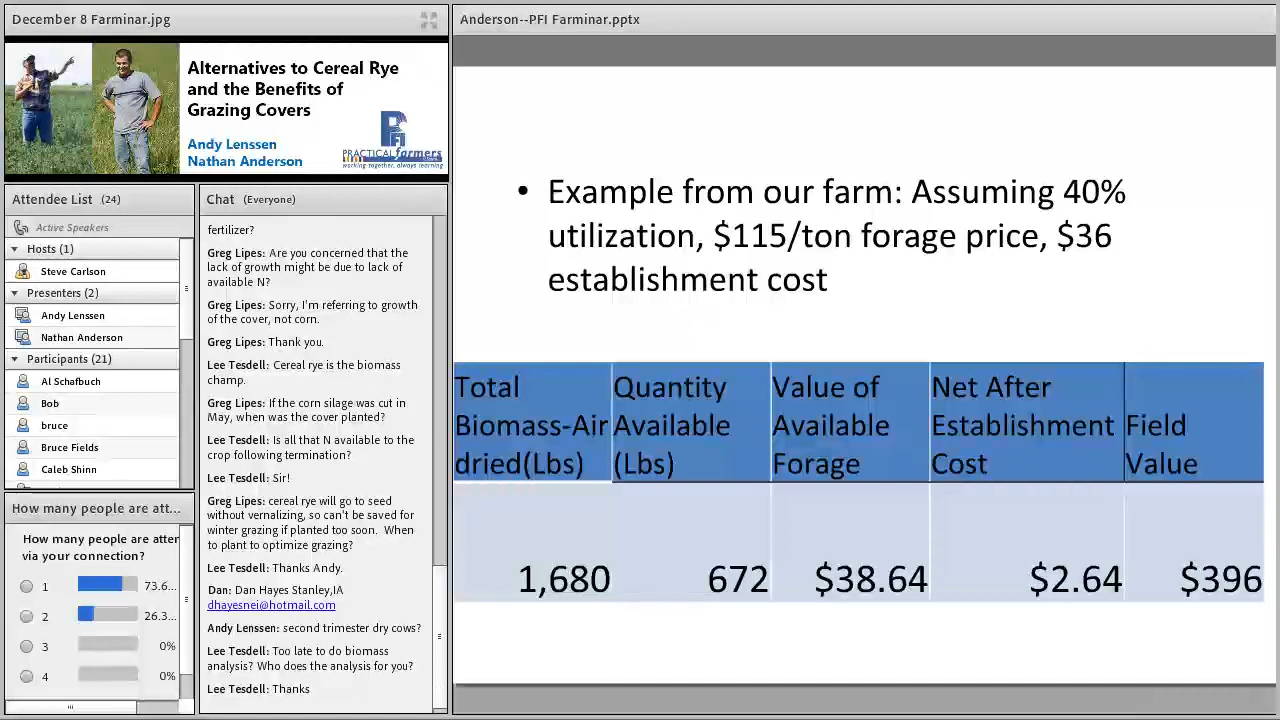 December 8 Farminar.jpg
Alternatives to Cereal Rye
and the Benefits of
Grazing Covers
Andy Lenssen
Nathan Anderson
PRACTICAL farmers
working together, always learning
Attendee List (24)
Active Speakers
Hosts (1)
Steve Carlson
Presenters (2)
Andy Lenssen
Nathan Anderson
Participants (21)
Al Schafbuch
Bob
bruce
Bruce Fields
Caleb Shinn
How many people are att...
How many people are atter
via your connection?
1 73.6...
2 26.3...
3 0%
4 0%
Chat (Everyone)
fertilizer?
Greg Lipes: Are you concerned that the
lack of growth might be due to lack of
available N?
Greg Lipes: Sorry, I'm referring to growth
of the cover, not corn.
Greg Lipes: Thank you.
Lee Tesdell: Cereal rye is the biomass
champ.
Greg Lipes: If the corn silage was cut in
May, when was the cover planted?
Lee Tesdell: Is all that N available to the
crop following termination?
Lee Tesdell: Sir!
Greg Lipes: cereal rye will go to seed
without vernalizing, so can't be saved for
winter grazing if planted too soon. When
to plant to optimize grazing?
Lee Tesdell: Thanks Andy.
Dan: Dan Hayes Stanley,IA
dhayesnei@hotmail.com
Andy Lenssen: second trimester dry cows?
Lee Tesdell: Too late to do biomass
analysis? Who does the analysis for you?
Lee Tesdell: Thanks
Anderson--PFI Farminar.pptx
• Example from our farm: Assuming 40%
utilization, $115/ton forage price, $36
establishment cost
Total Biomass-Air dried(Lbs)
Quantity Available (Lbs)
Value of Available Forage
Net After Establishment Cost
Field Value
1,680 672 $38.64 $2.64 $396